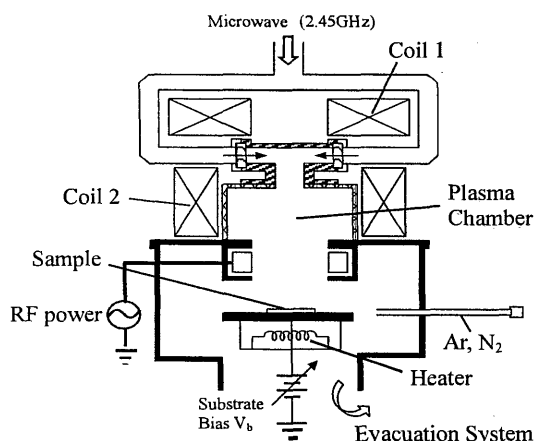 Microwave (2.45GHz)
Coil 1
Coil 2
Plasma
Chamber
Sample
RF power
Ar, N₂
Heater
Substrate
Bias V_b
Evacuation System